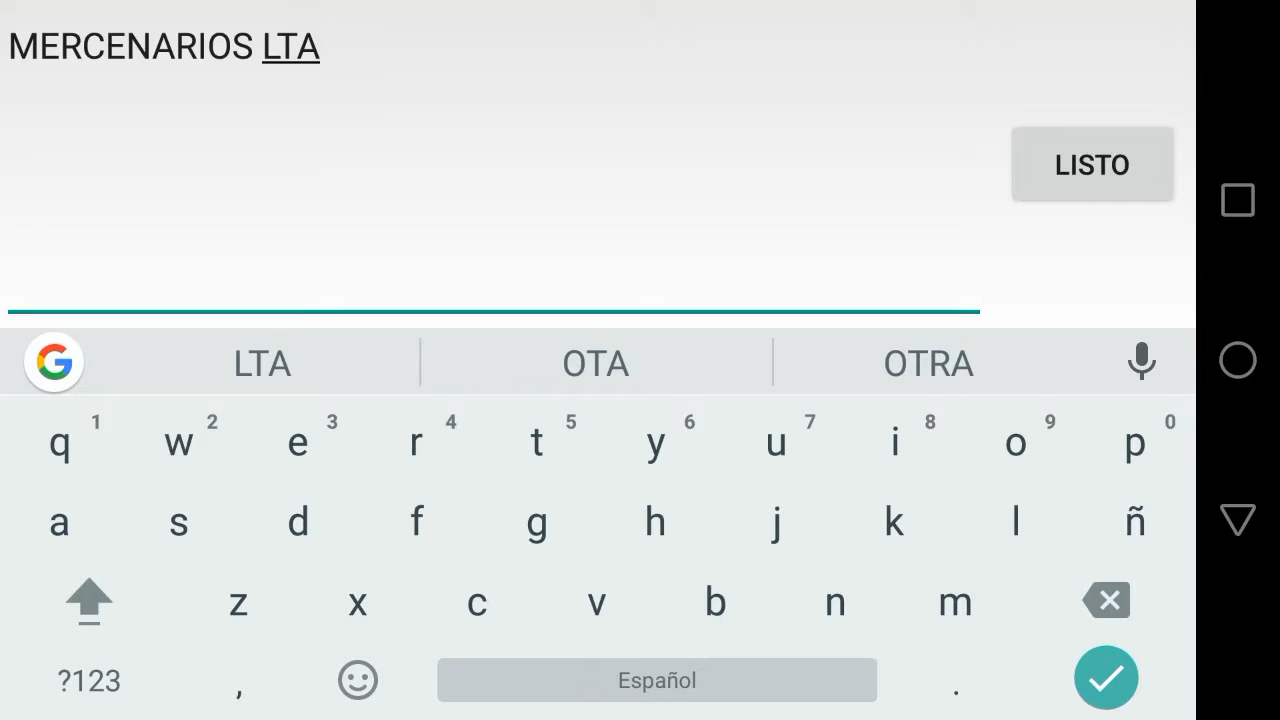 MERCENARIOS LTA
LISTO
LTA OTA OTRA
1 2 3 4 5 6 7 8 9 0
q w e r t y u i o p
a s d f g h j k l ñ
z x c v b n m
?123 , Español .